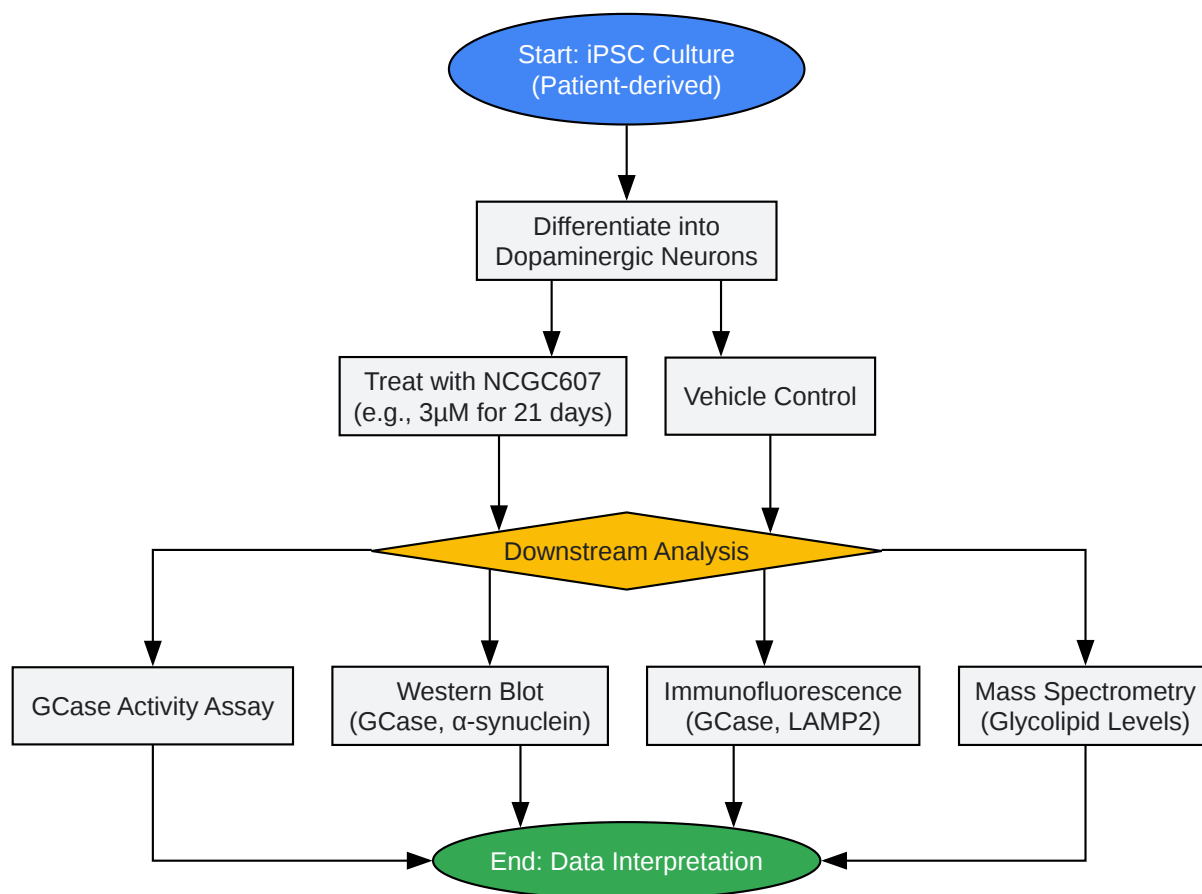 Start: iPSC Culture
(Patient-derived)
Differentiate into
Dopaminergic Neurons
Treat with NCGC607
(e.g., 3µM for 21 days)
Vehicle Control
Downstream Analysis
GCase Activity Assay
Western Blot
(GCase, α-synuclein)
Immunofluorescence
(GCase, LAMP2)
Mass Spectrometry
(Glycolipid Levels)
End: Data Interpretation